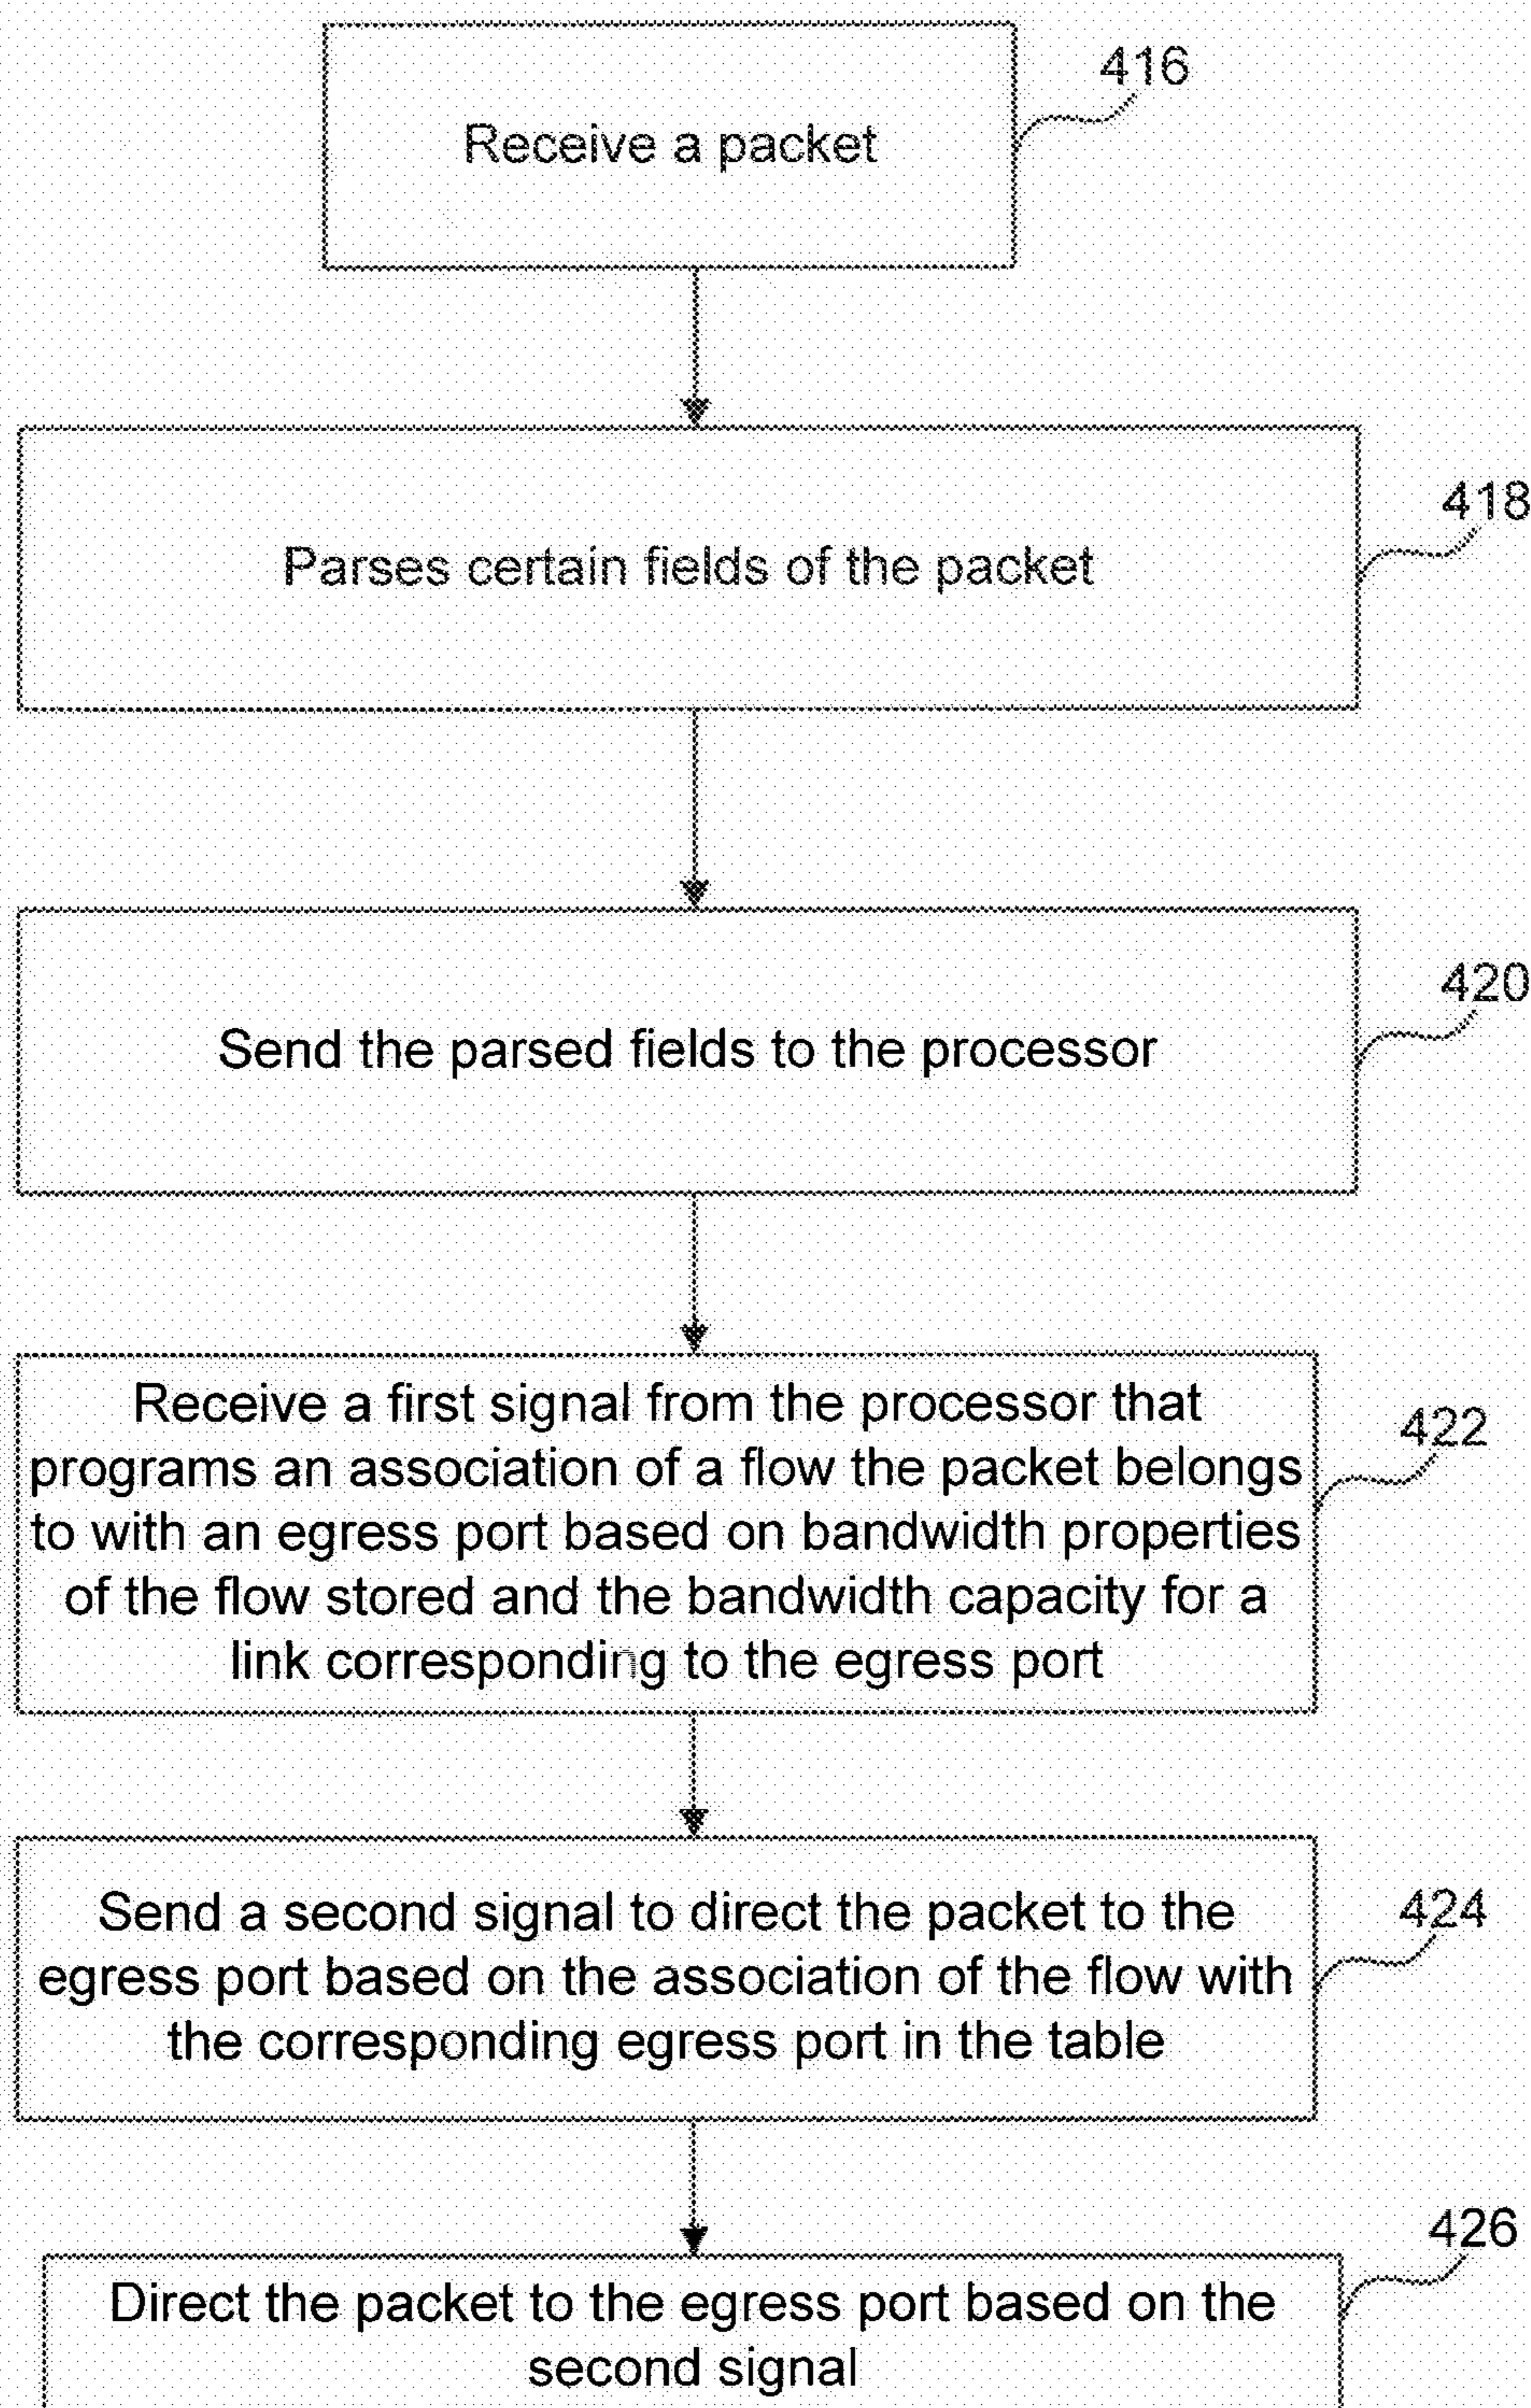 416
Receive a packet
418
Parses certain fields of the packet
420
Send the parsed fields to the processor
Receive a first signal from the processor that
422
programs an association of a flow the packet belongs
to with an egress port based on bandwidth properties
of the flow stored and the bandwidth capacity for a
link corresponding to the egress port
Send a second signal to direct the packet to the
424
egress port based on the association of the flow with
the corresponding egress port in the table
426
Direct the packet to the egress port based on the
second signal